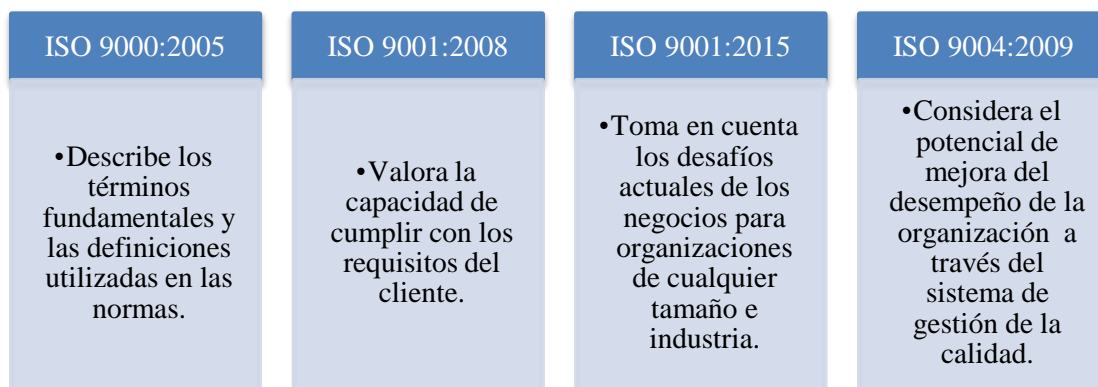 ISO 9000:2005
•Describe los
términos
fundamentales y
las definiciones
utilizadas en las
normas.
ISO 9001:2008
•Valora la
capacidad de
cumplir con los
requisitos del
cliente.
ISO 9001:2015
•Toma en cuenta
los desafíos
actuales de los
negocios para
organizaciones
de cualquier
tamaño e
industria.
ISO 9004:2009
•Considera el
potencial de
mejora del
desempeño de la
organización a
través del
sistema de
gestión de la
calidad.